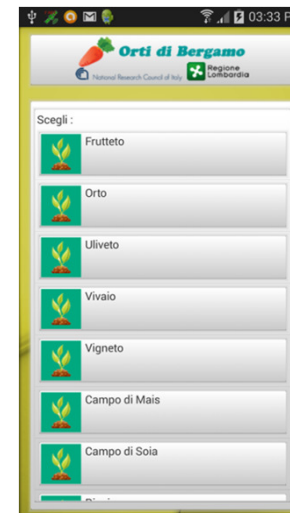 03:33 P
Orti di Bergamo
National Research Council of Italy
Regione
Lombardia
Scegli :
Frutteto
Orto
Uliveto
Vivaio
Vigneto
Campo di Mais
Campo di Soia